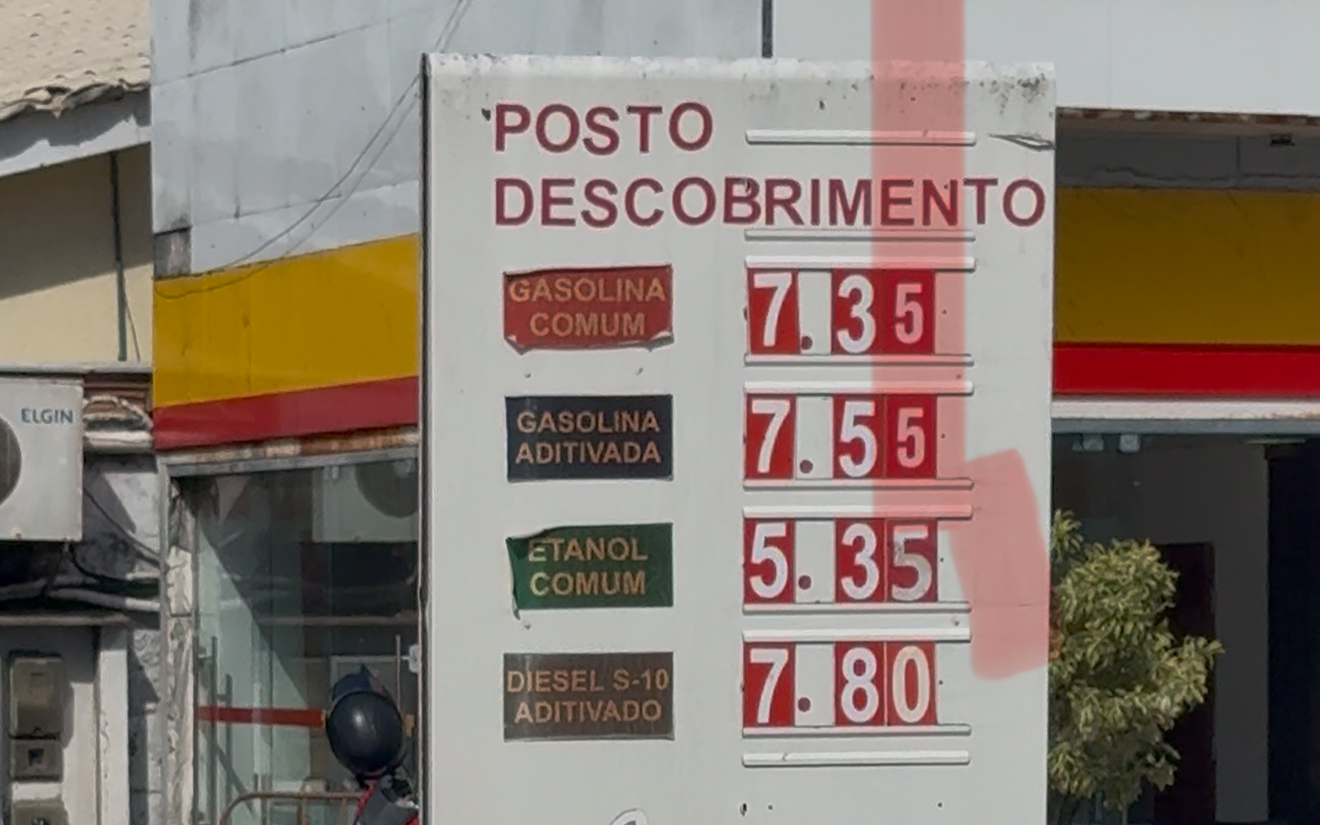 POSTO
DESCOBRIMENTO
GASOLINA
COMUM
7.35
GASOLINA
ADITIVADA
7.55
ETANOL
COMUM
5.35
DIESEL S-10
ADITIVADO
7.80
ELGIN